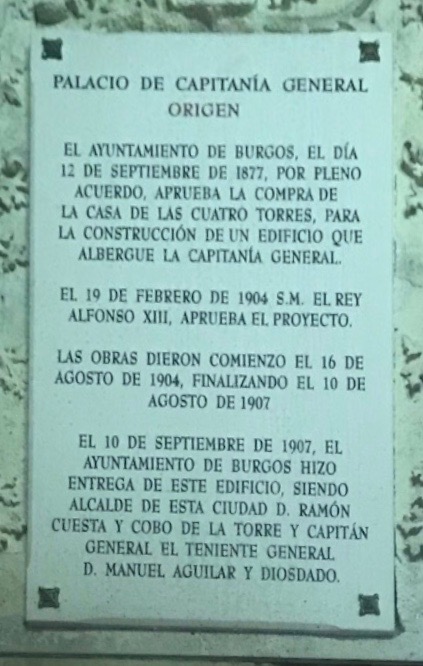 PALACIO DE CAPITANÍA GENERAL
ORIGEN
EL AYUNTAMIENTO DE BURGOS, EL DÍA
12 DE SEPTIEMBRE DE 1877, POR PLENO
ACUERDO, APRUEBA LA COMPRA DE
LA CASA DE LAS CUATRO TORRES, PARA
LA CONSTRUCCIÓN DE UN EDIFICIO QUE
ALBERGUE LA CAPITANÍA GENERAL.
EL 19 DE FEBRERO DE 1904 S.M. EL REY
ALFONSO XIII, APRUEBA EL PROYECTO.
LAS OBRAS DIERON COMIENZO EL 16 DE
AGOSTO DE 1904, FINALIZANDO EL 10 DE
AGOSTO DE 1907
EL 10 DE SEPTIEMBRE DE 1907, EL
AYUNTAMIENTO DE BURGOS HIZO
ENTREGA DE ESTE EDIFICIO, SIENDO
ALCALDE DE ESTA CIUDAD D. RAMÓN
CUESTA Y COBO DE LA TORRE Y CAPITÁN
GENERAL EL TENIENTE GENERAL
D. MANUEL AGUILAR Y DIOSDADO.